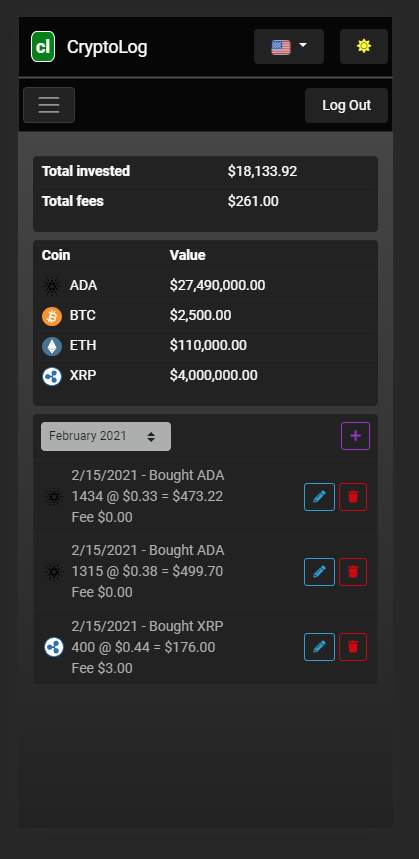 cl CryptoLog
Log Out
Total invested $18,133.92
Total fees $261.00
Coin Value
ADA $27,490,000.00
BTC $2,500.00
ETH $110,000.00
XRP $4,000,000.00
February 2021 +
2/15/2021 - Bought ADA
1434 @ $0.33 = $473.22
Fee $0.00
2/15/2021 - Bought ADA
1315 @ $0.38 = $499.70
Fee $0.00
2/15/2021 - Bought XRP
400 @ $0.44 = $176.00
Fee $3.00